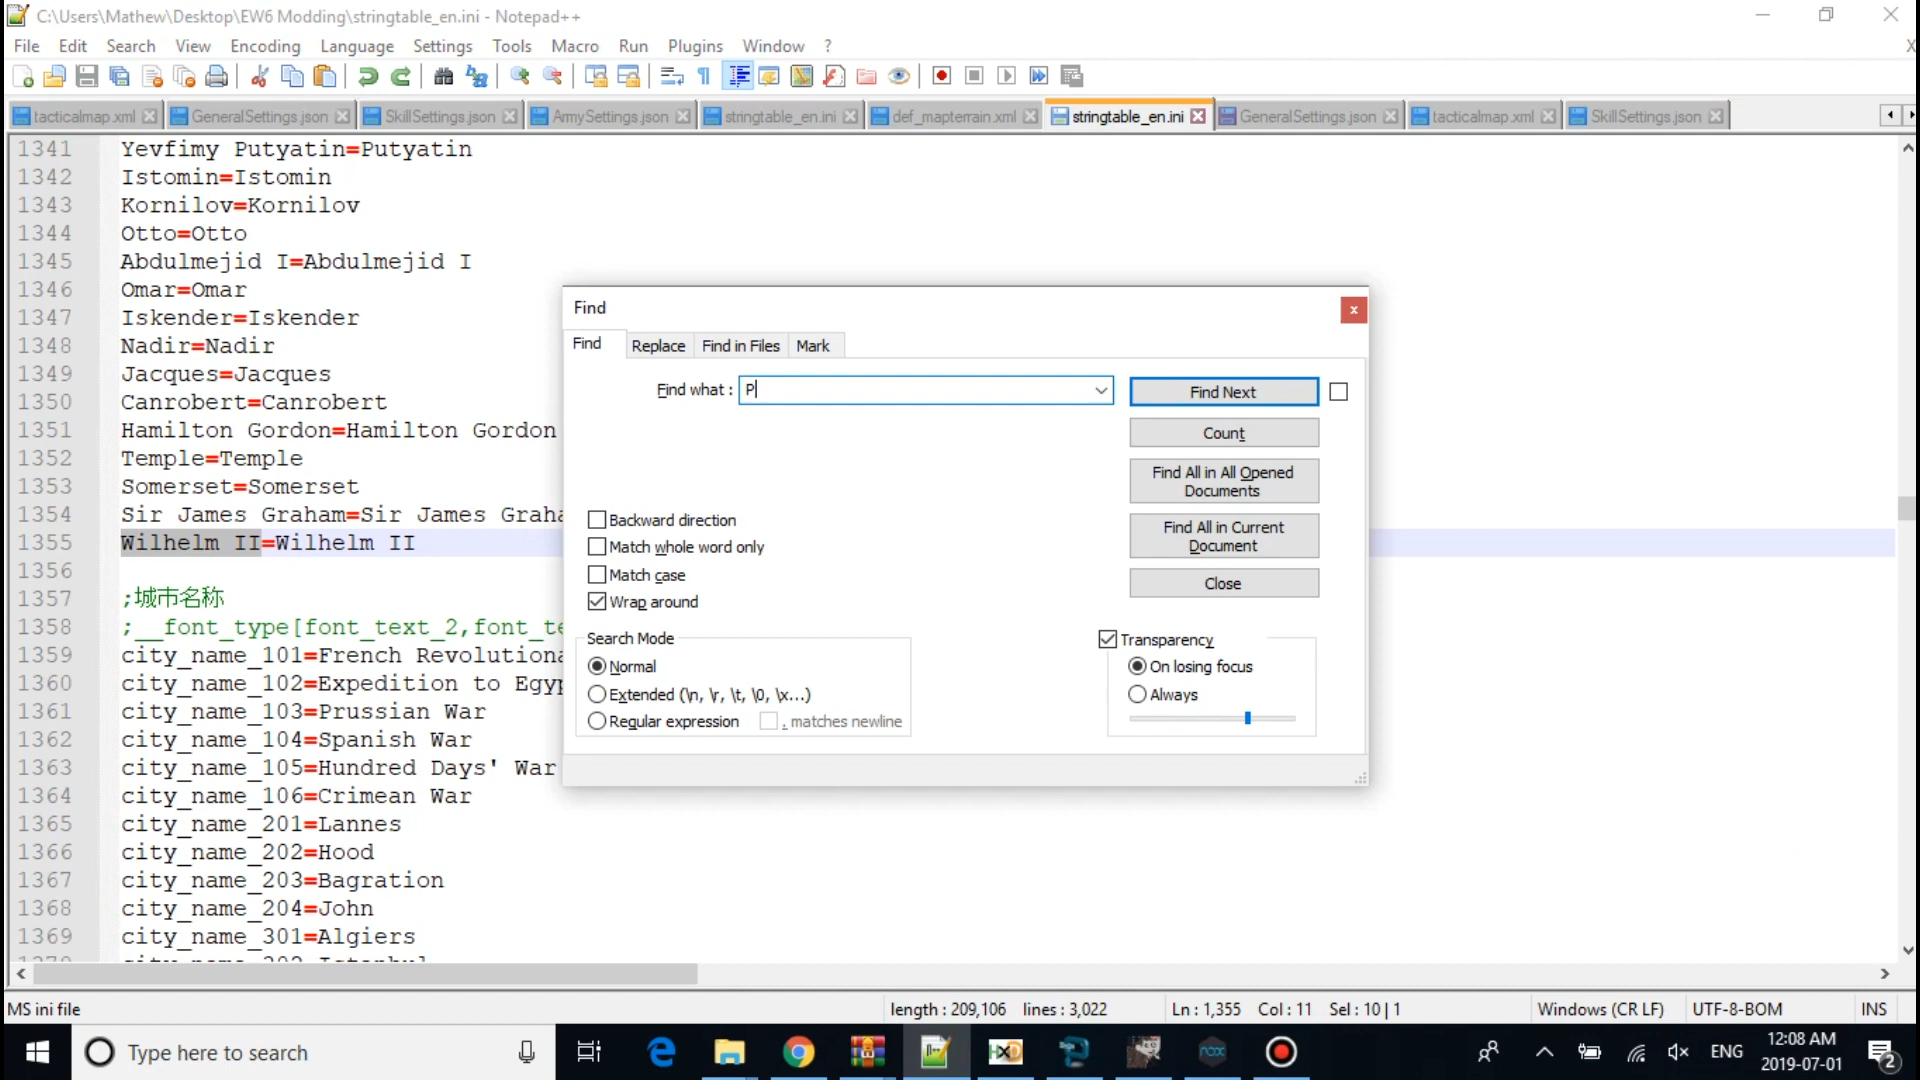 C:\Users\Mathew\Desktop\EW6 Modding\stringtable_en.ini - Notepad++
File Edit Search View Encoding Language Settings Tools Macro Run Plugins Window ?
tacticalmap.xml GeneralSettings.json SkillSettings.json ArmySettings.json stringtable_en.ini def_mapterrain.xml stringtable_en.ini GeneralSettings.json tacticalmap.xml SkillSettings.json
1341 Yevfimy Putyatin=Putyatin
1342 Istomin=Istomin
1343 Kornilov=Kornilov
1344 Otto=Otto
1345 Abdulmejid I=Abdulmejid I
1346 Omar=Omar
1347 Iskender=Iskender
1348 Nadir=Nadir
1349 Jacques=Jacques
1350 Canrobert=Canrobert
1351 Hamilton Gordon=Hamilton Gordon
1352 Temple=Temple
1353 Somerset=Somerset
1354 Sir James Graham=Sir James Graha
1355 Wilhelm II=Wilhelm II
1356
1357 ;城市名称
1358 ;__font_type[font_text_2,font_te
1359 city_name_101=French Revolutiona
1360 city_name_102=Expedition to Egyp
1361 city_name_103=Prussian War
1362 city_name_104=Spanish War
1363 city_name_105=Hundred Days' War
1364 city_name_106=Crimean War
1365 city_name_201=Lannes
1366 city_name_202=Hood
1367 city_name_203=Bagration
1368 city_name_204=John
1369 city_name_301=Algiers
Find
Find Replace Find in Files Mark
Find what : P
Find Next
Count
Find All in All Opened
Documents
Find All in Current
Document
Close
Backward direction
Match whole word only
Match case
Wrap around
Search Mode
Normal
Extended (\n, \r, \t, \0, \x...)
Regular expression . matches newline
Transparency
On losing focus
Always
MS ini file length : 209,106 lines : 3,022 Ln : 1,355 Col : 11 Sel : 10 | 1 Windows (CR LF) UTF-8-BOM INS
Type here to search
nox
ENG
12:08 AM
2019-07-01
2